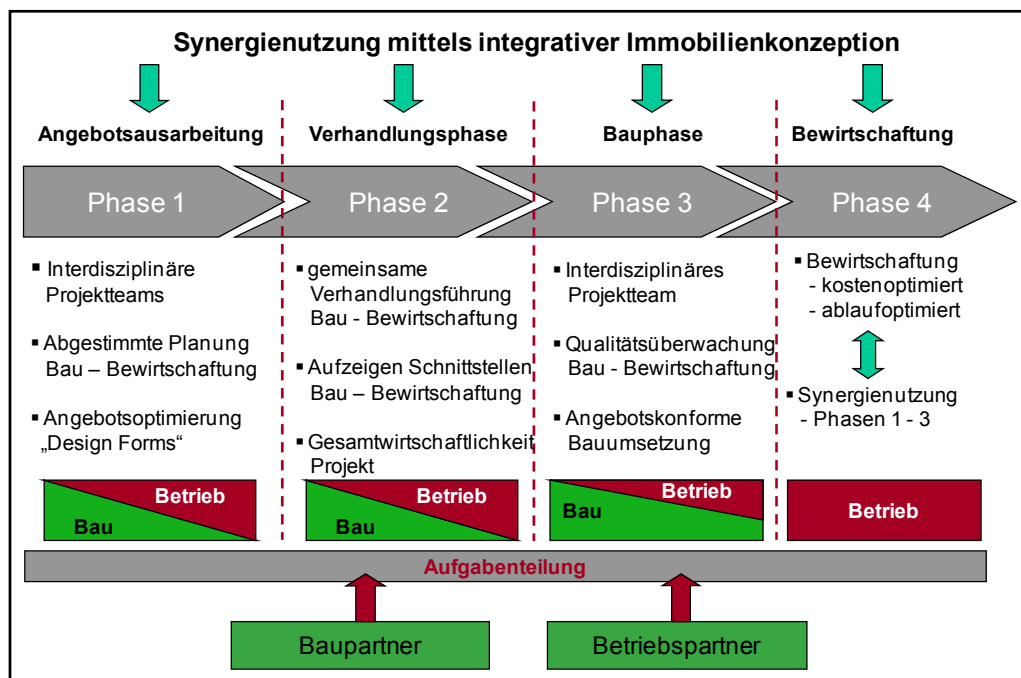 Synergienutzung mittels integrativer Immobilienkonzeption
Angebotsausarbeitung
Verhandlungsphase
Bauphase
Bewirtschaftung
Phase 1
Phase 2
Phase 3
Phase 4
▪ Interdisziplinäre
Projektteams
▪ Abgestimmte Planung
Bau – Bewirtschaftung
▪ Angebotsoptimierung
„Design Forms“
▪ gemeinsame
Verhandlungsführung
Bau - Bewirtschaftung
▪ Aufzeigen Schnittstellen
Bau – Bewirtschaftung
▪ Gesamtwirtschaftlichkeit
Projekt
▪ Interdisziplinäres
Projektteam
▪ Qualitätsüberwachung
Bau - Bewirtschaftung
▪ Angebotskonforme
Bauumsetzung
▪ Bewirtschaftung
- kostenoptimiert
- ablaufoptimiert
▪ Synergienutzung
- Phasen 1 - 3
Betrieb
Bau
Betrieb
Bau
Betrieb
Bau
Betrieb
Aufgabenteilung
Baupartner
Betriebspartner